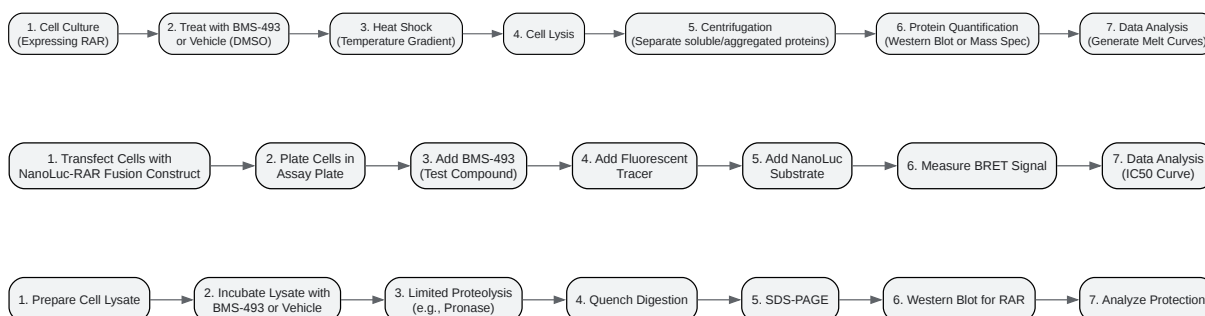 1. Cell Culture
(Expressing RAR)
2. Treat with BMS-493
or Vehicle (DMSO)
3. Heat Shock
(Temperature Gradient)
4. Cell Lysis
5. Centrifugation
(Separate soluble/aggregated proteins)
6. Protein Quantification
(Western Blot or Mass Spec)
7. Data Analysis
(Generate Melt Curves)
1. Transfect Cells with
NanoLuc-RAR Fusion Construct
2. Plate Cells in
Assay Plate
3. Add BMS-493
(Test Compound)
4. Add Fluorescent
Tracer
5. Add NanoLuc
Substrate
6. Measure BRET Signal
7. Data Analysis
(IC50 Curve)
1. Prepare Cell Lysate
2. Incubate Lysate with
BMS-493 or Vehicle
3. Limited Proteolysis
(e.g., Pronase)
4. Quench Digestion
5. SDS-PAGE
6. Western Blot for RAR
7. Analyze Protection